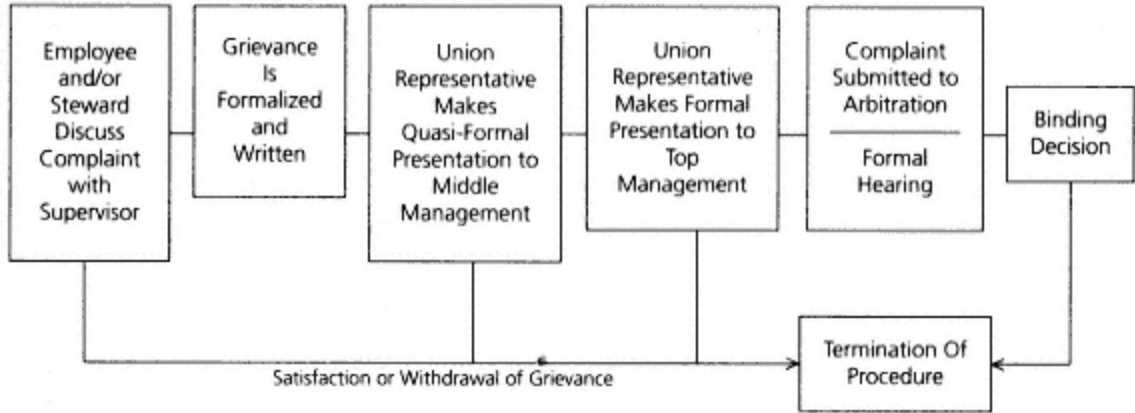 Employee
and/or
Steward
Discuss
Complaint
with
Supervisor
Grievance
Is
Formalized
and
Written
Union
Representative
Makes
Quasi-Formal
Presentation to
Middle
Management
Union
Representative
Makes Formal
Presentation to
Top
Management
Complaint
Submitted to
Arbitration
Formal
Hearing
Binding
Decision
Satisfaction or Withdrawal of Grievance
Termination Of
Procedure